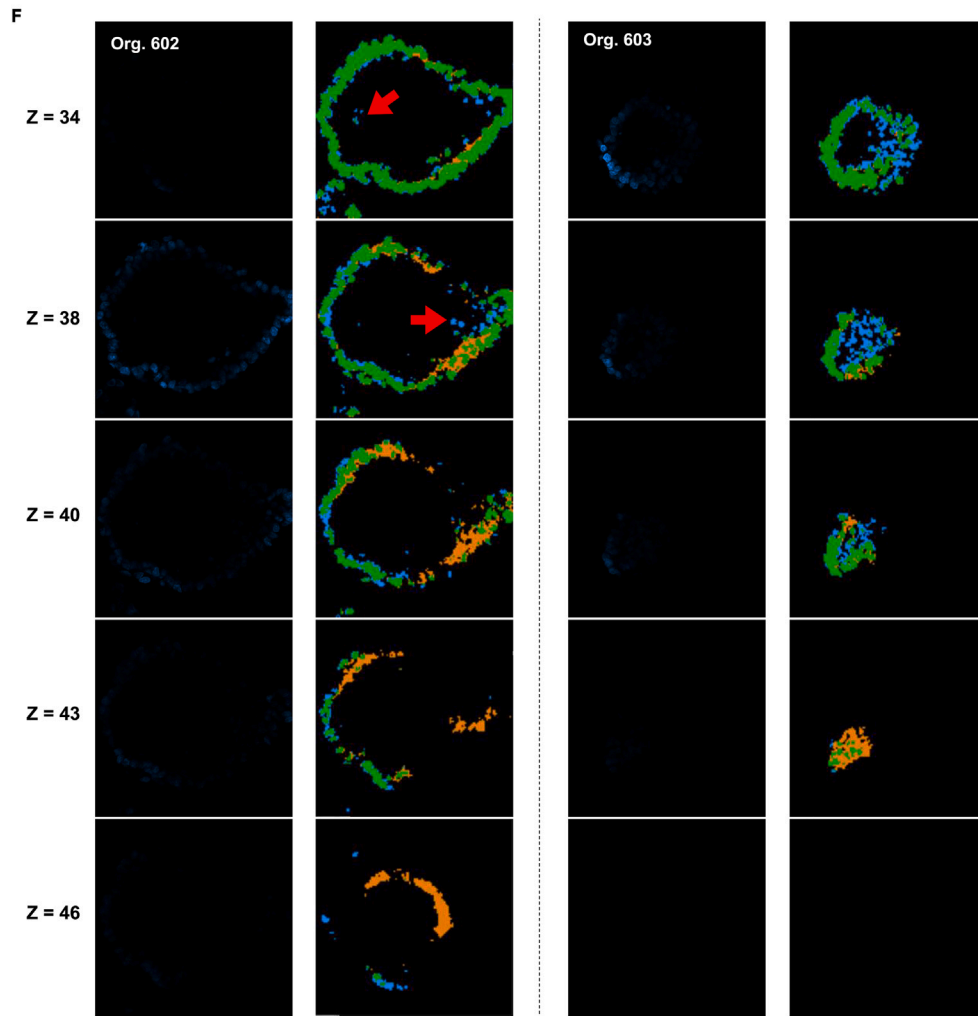 F
Org. 602
Org. 603
Z = 34
Z = 38
Z = 40
Z = 43
Z = 46